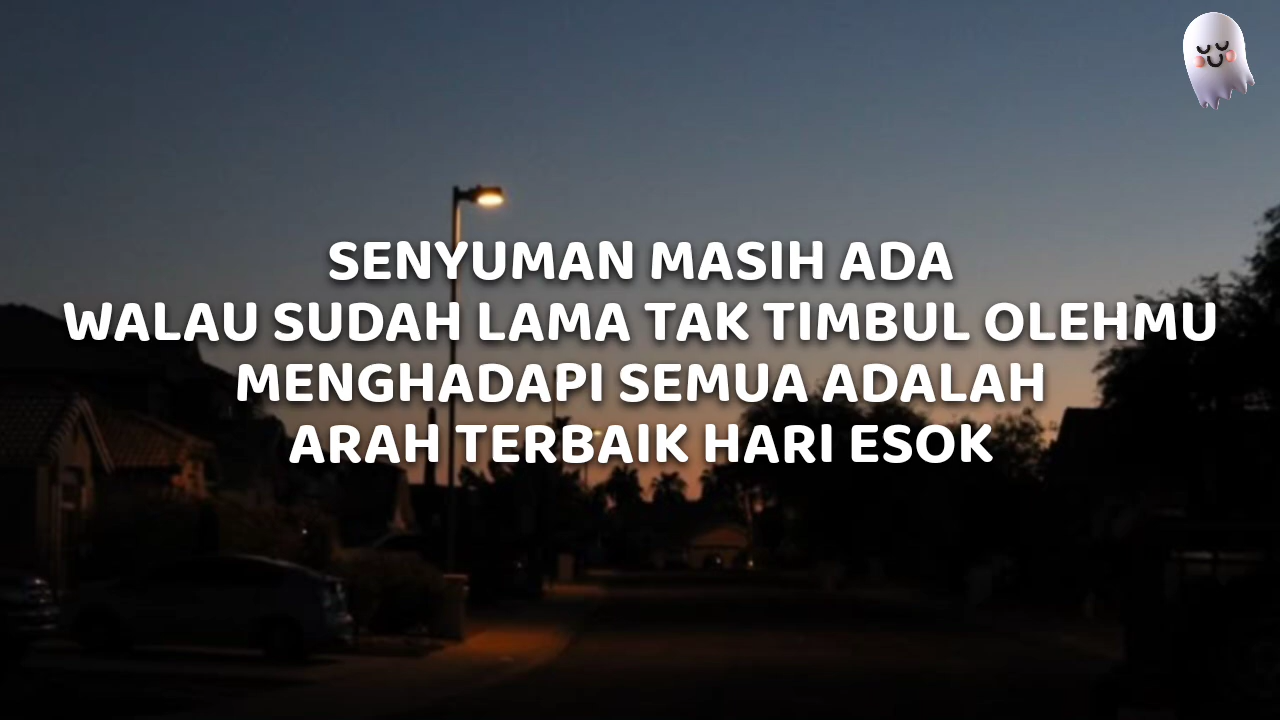 SENYUMAN MASIH ADA
WALAU SUDAH LAMA TAK TIMBUL OLEHMU
MENGHADAPI SEMUA ADALAH
ARAH TERBAIK HARI ESOK